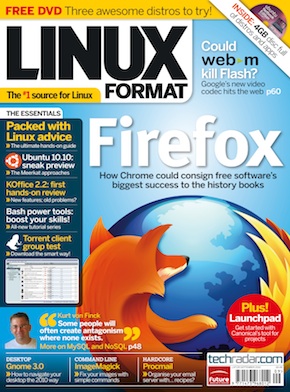 FREE DVD Three awesome distros to try!
INSIDE: 4GB disc full
of distros and apps
LINUX
FORMAT
The #1 source for Linux
Could
webm
kill Flash?
Google's new video
codec hits the web p60
THE ESSENTIALS
Packed with
Linux advice
The ultimate hands-on guide
Ubuntu 10.10:
sneak preview
The Meerkat approaches
KOffice 2.2: first
hands-on review
New features; old problems?
Bash power tools:
boost your skills!
All-new tutorial series
Torrent client
group test
Download the smart way!
Firefox
How Chrome could consign free software's
biggest success to the history books
Kurt von Finck
Some people will
often create antagonism
where none exists.
More on MySQL and NoSQL p48
Plus!
Launchpad
Get started with
Canonical's tool for
projects
DESKTOP
Gnome 3.0
How to navigate your
desktop the 2010 way
COMMAND LINE
ImageMagick
Fix your images with
simple commands
HARDCORE
Procmail
Organise your email
server with... recipes?
techradar.com
Future